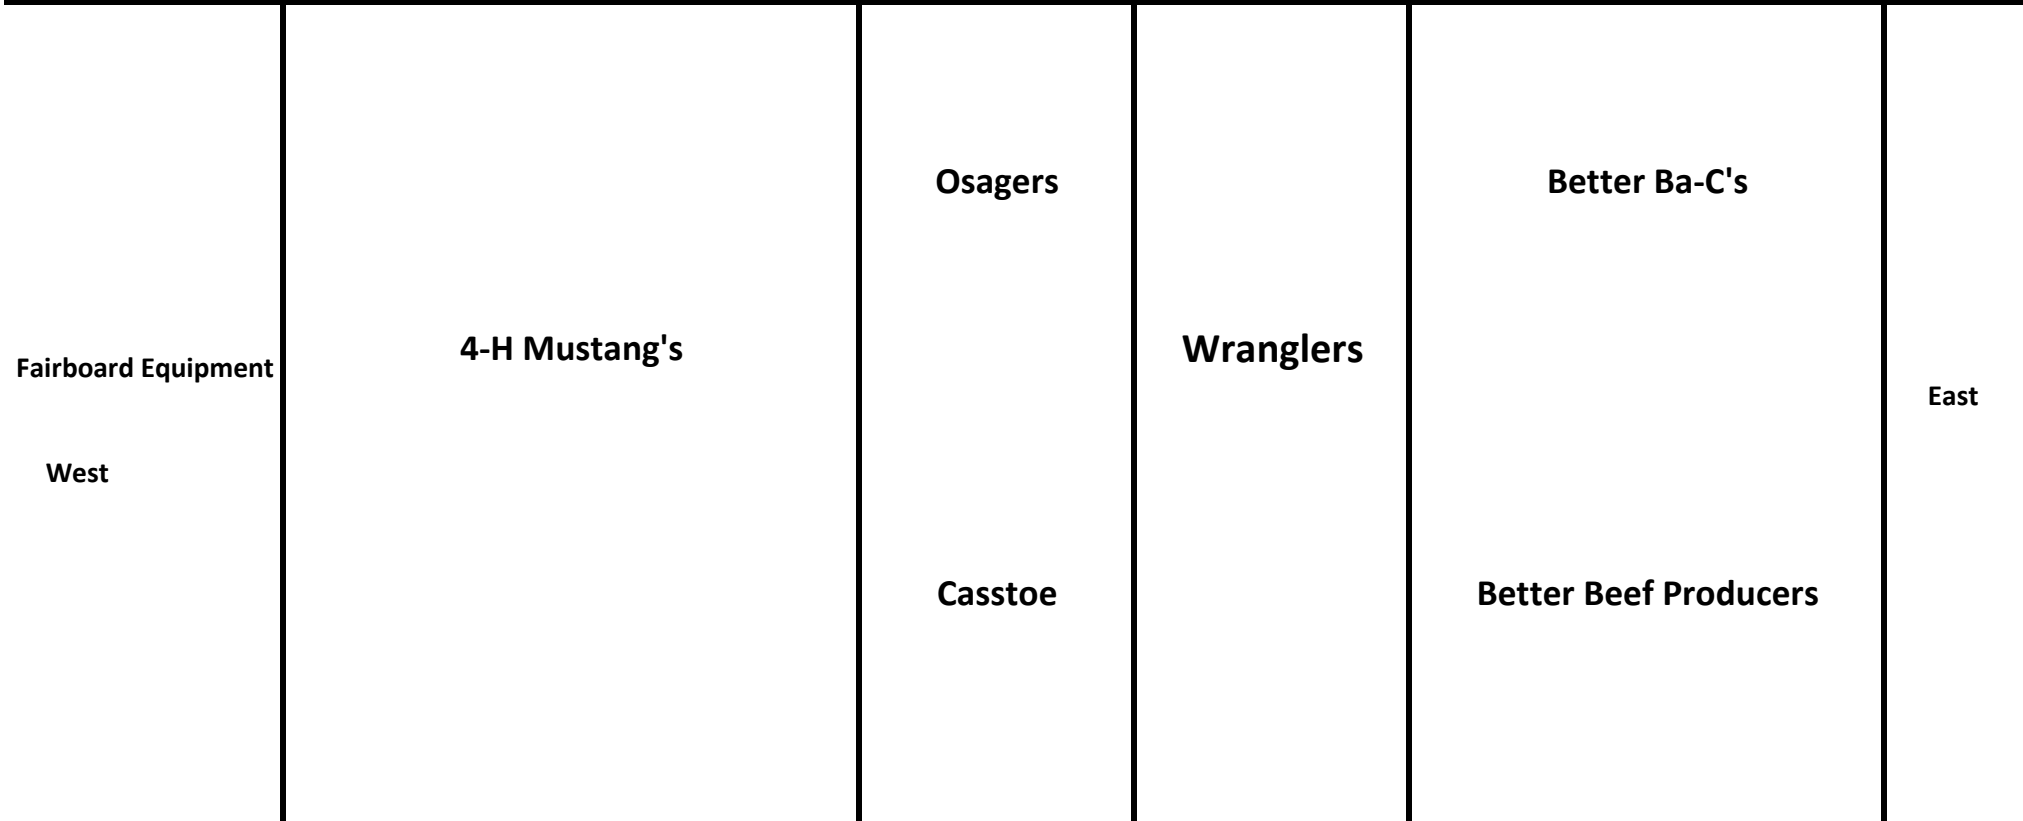 Osagers
Better Ba-C's
4-H Mustang's
Wranglers
Fairboard Equipment
East
West
Casstoe
Better Beef Producers